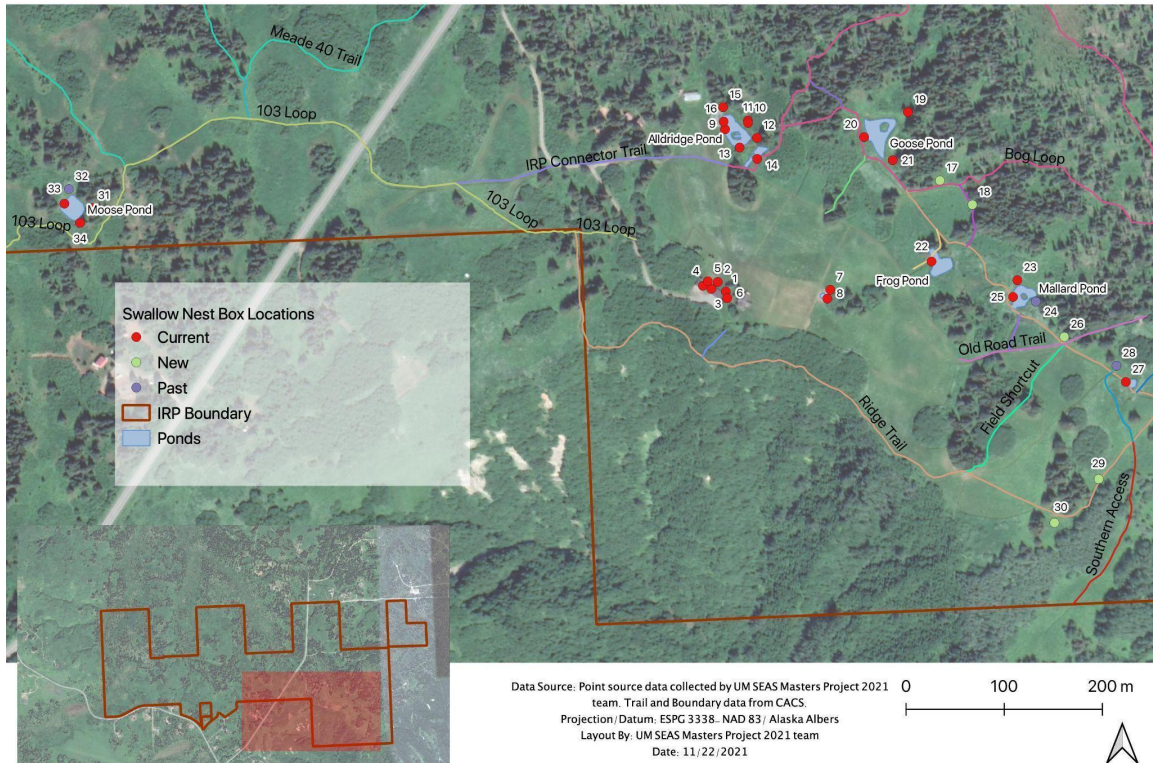 Meade 40 Trail
103 Loop
15
16
11
10
9
12
Alldridge Pond
13
14
19
20
Goose Pond
21
IRP Connector Trail
17
Bog Loop
18
32
33
31
Moose Pond
103 Loop
34
103 Loop
103 Loop
22
Frog Pond
4
5
2
1
6
3
7
8
23
Mallard Pond
25
24
26
Old Road Trail
28
27
Field Shortcut
Ridge Trail
29
30
Southern Access
Swallow Nest Box Locations
Current
New
Past
IRP Boundary
Ponds
Data Source: Point source data collected by UM SEAS Masters Project 2021
team. Trail and Boundary data from CACS.
Projection/Datum: ESPG 3338- NAD 83/ Alaska Albers
Layout By: UM SEAS Masters Project 2021 team
Date: 11/22/2021
0 100 200 m